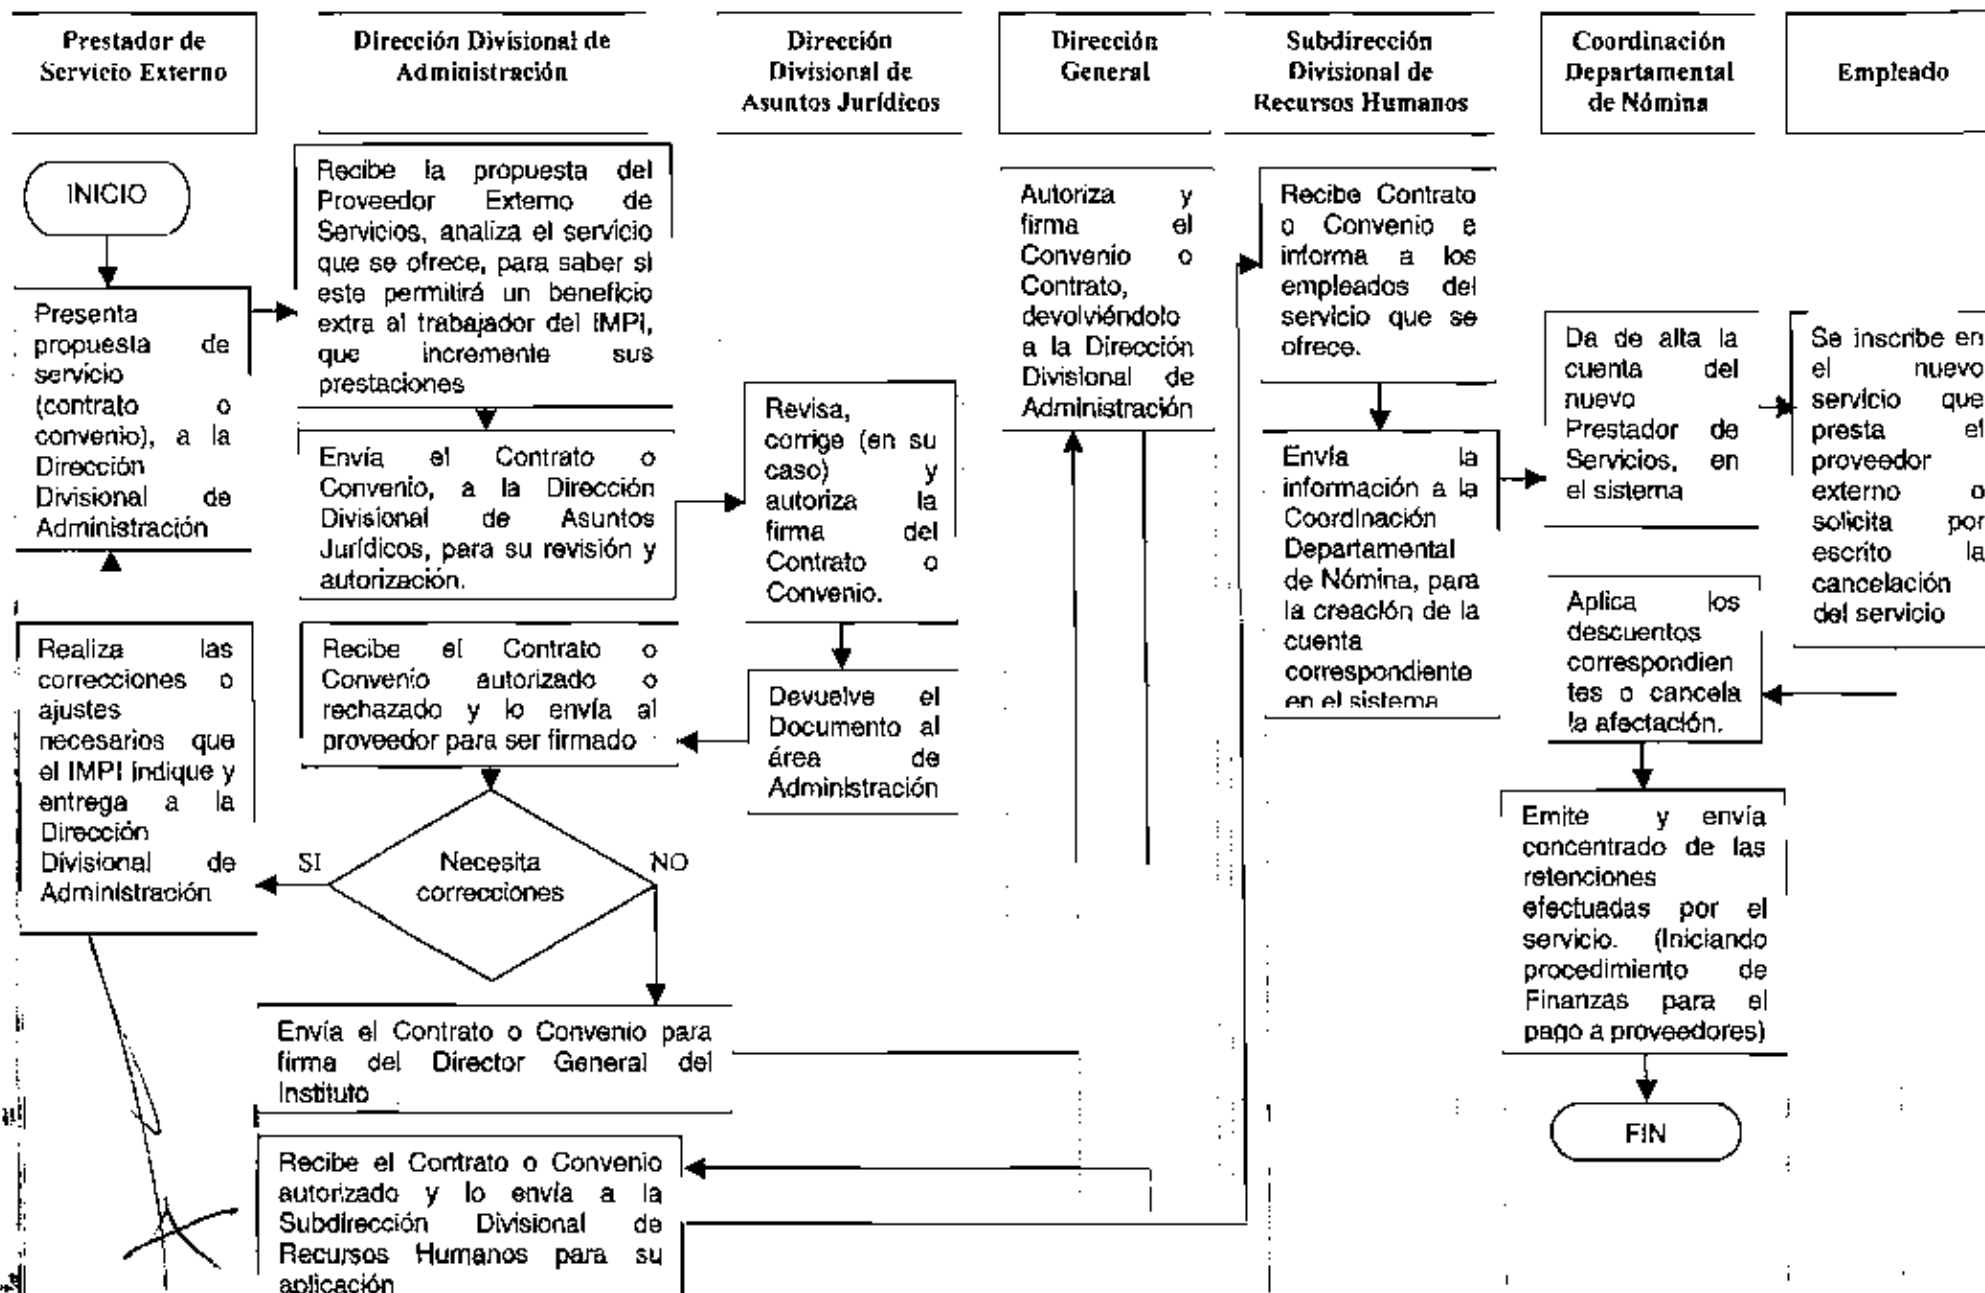 Prestador de
Servicio Externo
Dirección Divisional de
Administración
Dirección
Divisional de
Asuntos Jurídicos
Dirección
General
Subdirección
Divisional de
Recursos Humanos
Coordinación
Departamental
de Nómina
Empleado
INICIO
Presenta
propuesta de
servicio
(contrato o
convenio), a la
Dirección
Divisional de
Administración
Realiza las
correcciones o
ajustes
necesarios que
el IMPI indique y
entrega a la
Dirección
Divisional de
Administración
Recibe la propuesta del
Proveedor Externo de
Servicios, analiza el servicio
que se ofrece, para saber si
este permitirá un beneficio
extra al trabajador del IMPI,
que incremente sus
prestaciones
Envía el Contrato o
Convenio, a la Dirección
Divisional de Asuntos
Jurídicos, para su revisión y
autorización.
Recibe el Contrato o
Convenio autorizado o
rechazado y lo envía al
proveedor para ser firmado
SI
Necesita
correcciones
NO
Envía el Contrato o Convenio para
firma del Director General del
Instituto
Recibe el Contrato o Convenio
autorizado y lo envía a la
Subdirección Divisional de
Recursos Humanos para su
aplicación
Revisa,
corrige (en su
caso) y
autoriza la
firma del
Contrato o
Convenio.
Devuelve el
Documento al
área de
Administración
Autoriza y
firma el
Convenio o
Contrato,
devolviéndolo
a la Dirección
Divisional de
Administración
Recibe Contrato
o Convenio e
informa a los
empleados del
servicio que se
ofrece.
Envía la
información a la
Coordinación
Departamental
de Nómina, para
la creación de la
cuenta
correspondiente
en el sistema
Da de alta la
cuenta del
nuevo
Prestador de
Servicios, en
el sistema
Aplica los
descuentos
correspondien
tes o cancela
la afectación.
Emite y envía
concentrado de las
retenciones
efectuadas por el
servicio. (Iniciando
procedimiento de
Finanzas para el
pago a proveedores)
FIN
Se inscribe en
el nuevo
servicio que
presta el
proveedor
externo o
solicita por
escrito la
cancelación
del servicio